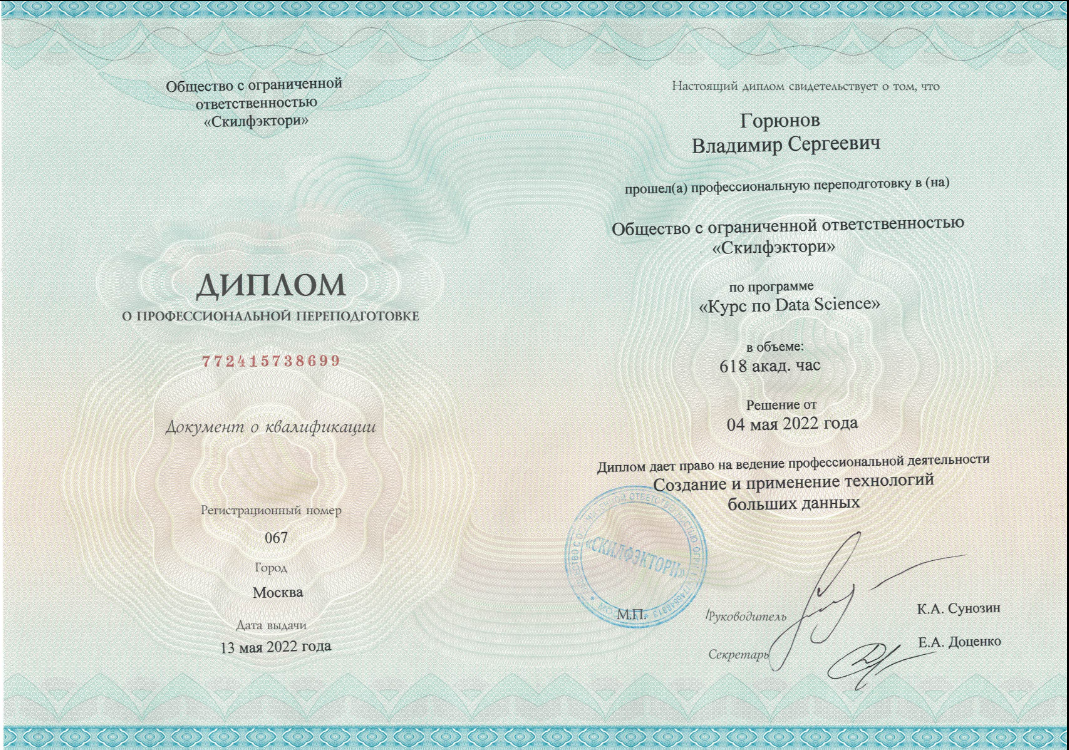 Общество с ограниченной
ответственностью
«Скилфэктори»
ДИПЛОМ
О ПРОФЕССИОНАЛЬНОЙ ПЕРЕПОДГОТОВКЕ
772415738699
Документ о квалификации
Регистрационный номер
067
Город
Москва
Дата выдачи
13 мая 2022 года
Настоящий диплом свидетельствует о том, что
Горюнов
Владимир Сергеевич
прошел(а) профессиональную переподготовку в (на)
Общество с ограниченной ответственностью
«Скилфэктори»
по программе
«Курс по Data Science»
в объеме:
618 акад. час
Решение от
04 мая 2022 года
Диплом дает право на ведение профессиональной деятельности
Создание и применение технологий
больших данных
«СКИЛФЭКТОРИ»
М.П.
Руководитель
К.А. Сунозин
Секретарь
Е.А. Доценко